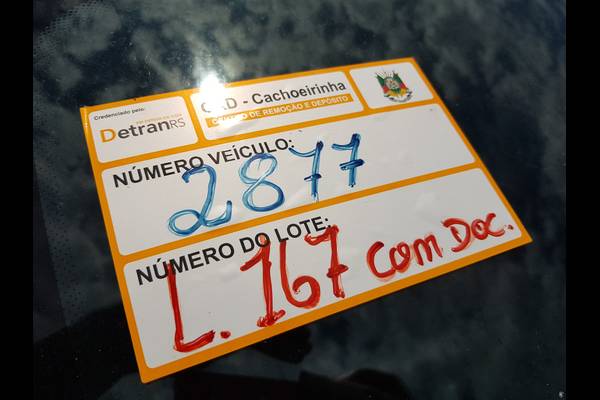 Credenciado pelo:
DetranRS
CRD - Cachoeirinha
CENTRO DE REMOÇÃO E DEPÓSITO
NÚMERO VEÍCULO:
2877
NÚMERO DO LOTE:
L. 167 com Doc.